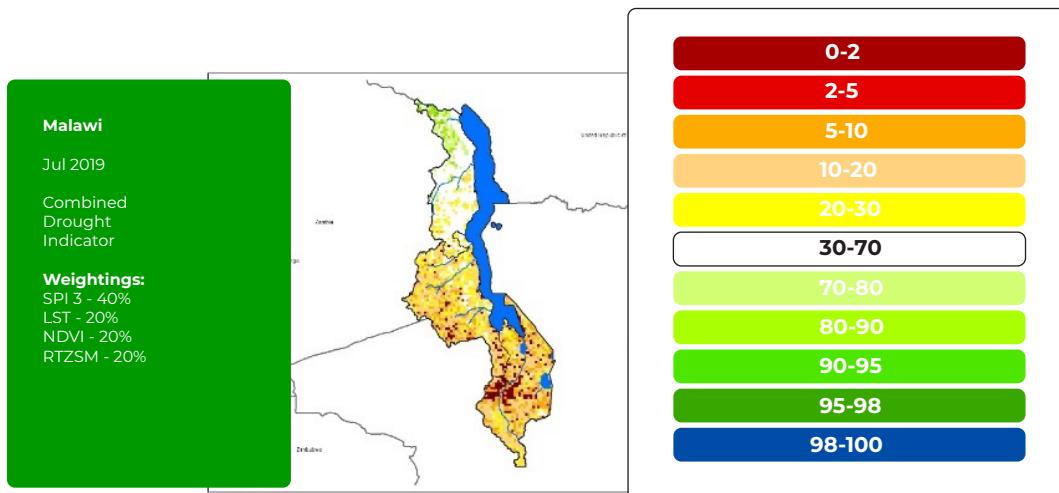 Malawi
Jul 2019
Combined
Drought
Indicator
Weightings:
SPI 3 - 40%
LST - 20%
NDVI - 20%
RTZSM - 20%
Zambia
Zimbabwe
0-2
2-5
5-10
10-20
20-30
30-70
70-80
80-90
90-95
95-98
98-100